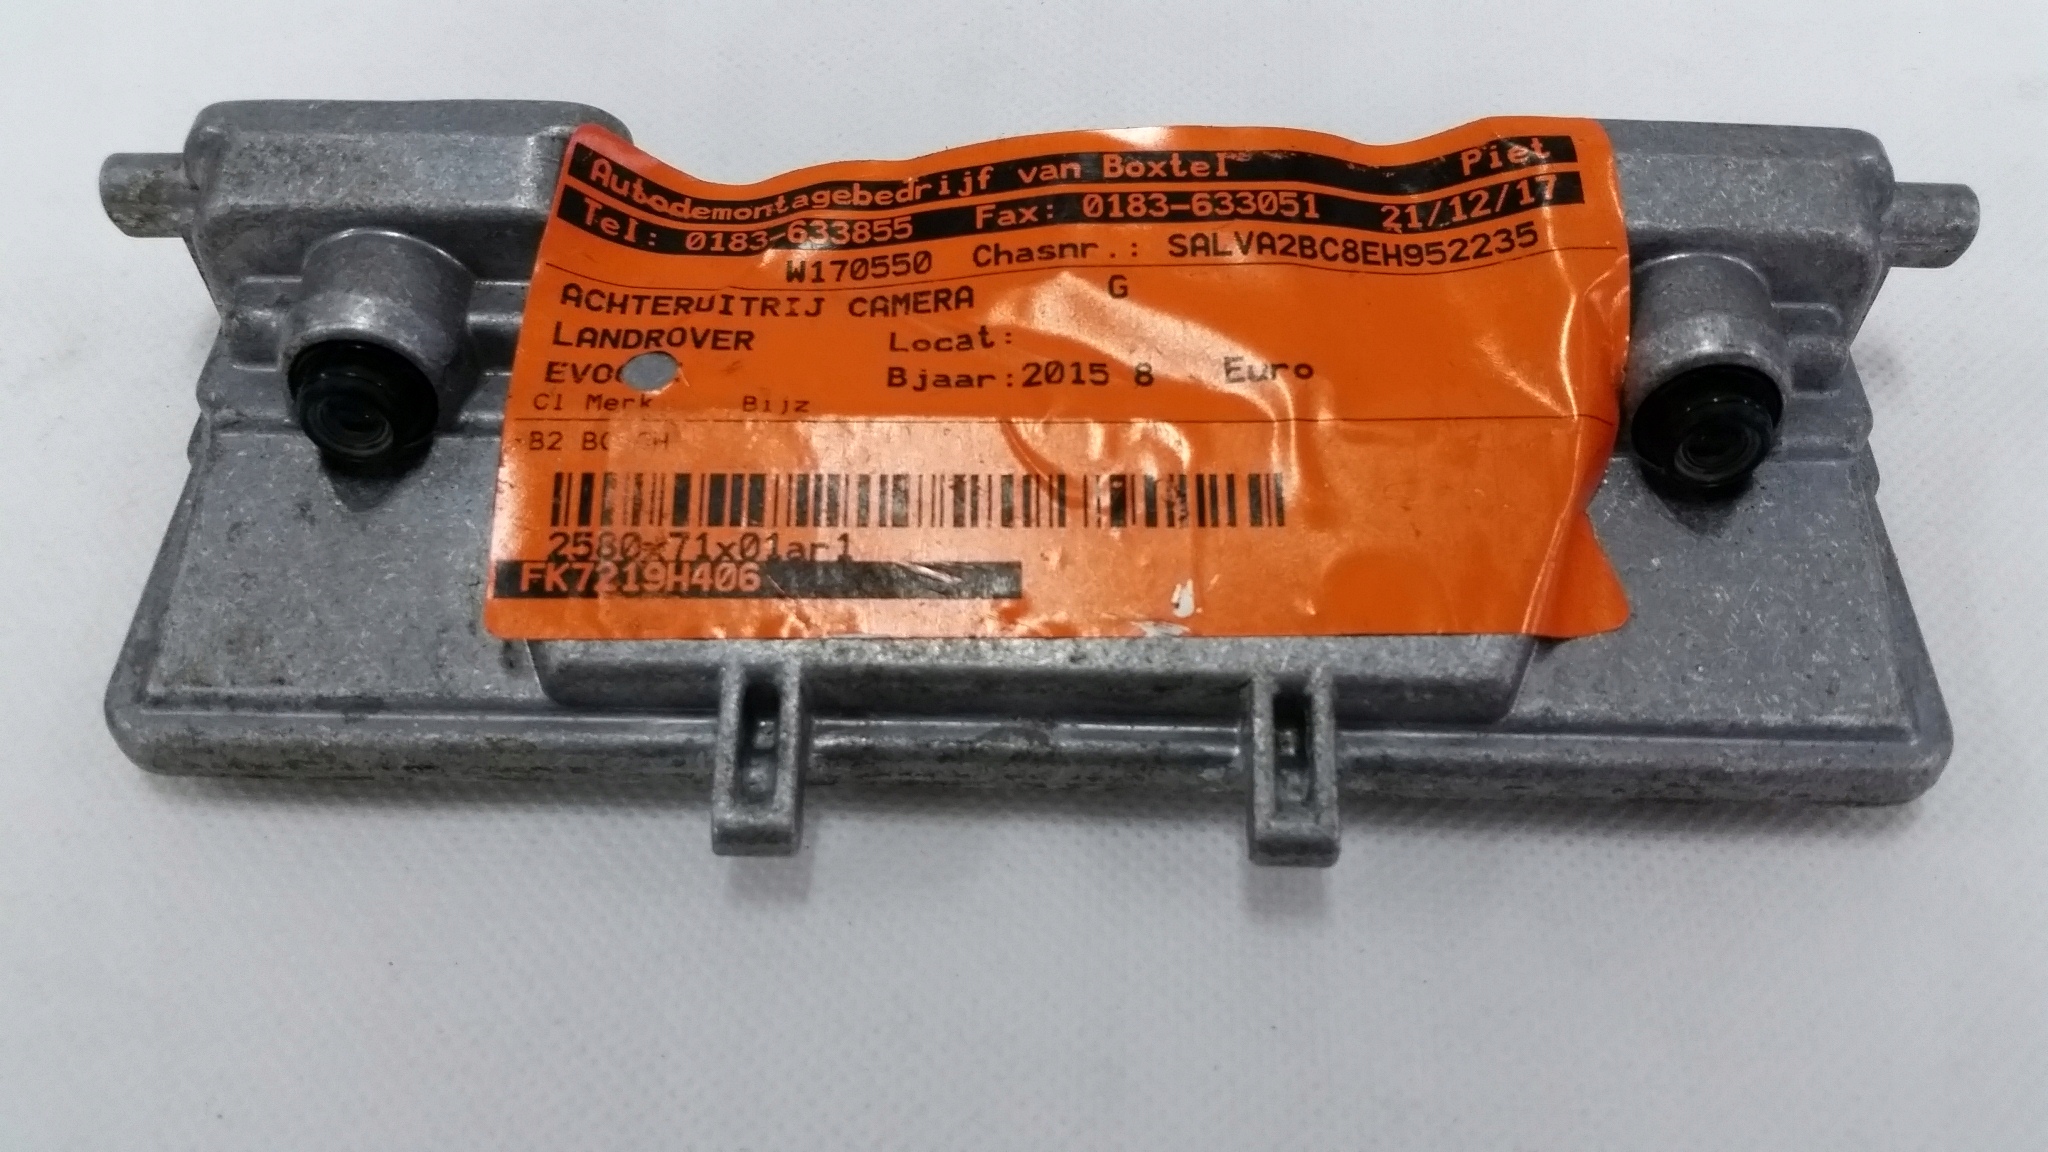 Autodemontagebedrijf van Boxtel Piet
Tel: 0183-633855 Fax: 0183-633051 21/12/17
W170550 Chasnr.: SALVA2BC8EH952235
ACHTERUITRIJ CAMERA G
LANDROVER Locat:
Bjaar:2015 8 Euro
Cl Merk Bijz
B2
2580x71x01ar1
FK7219H406